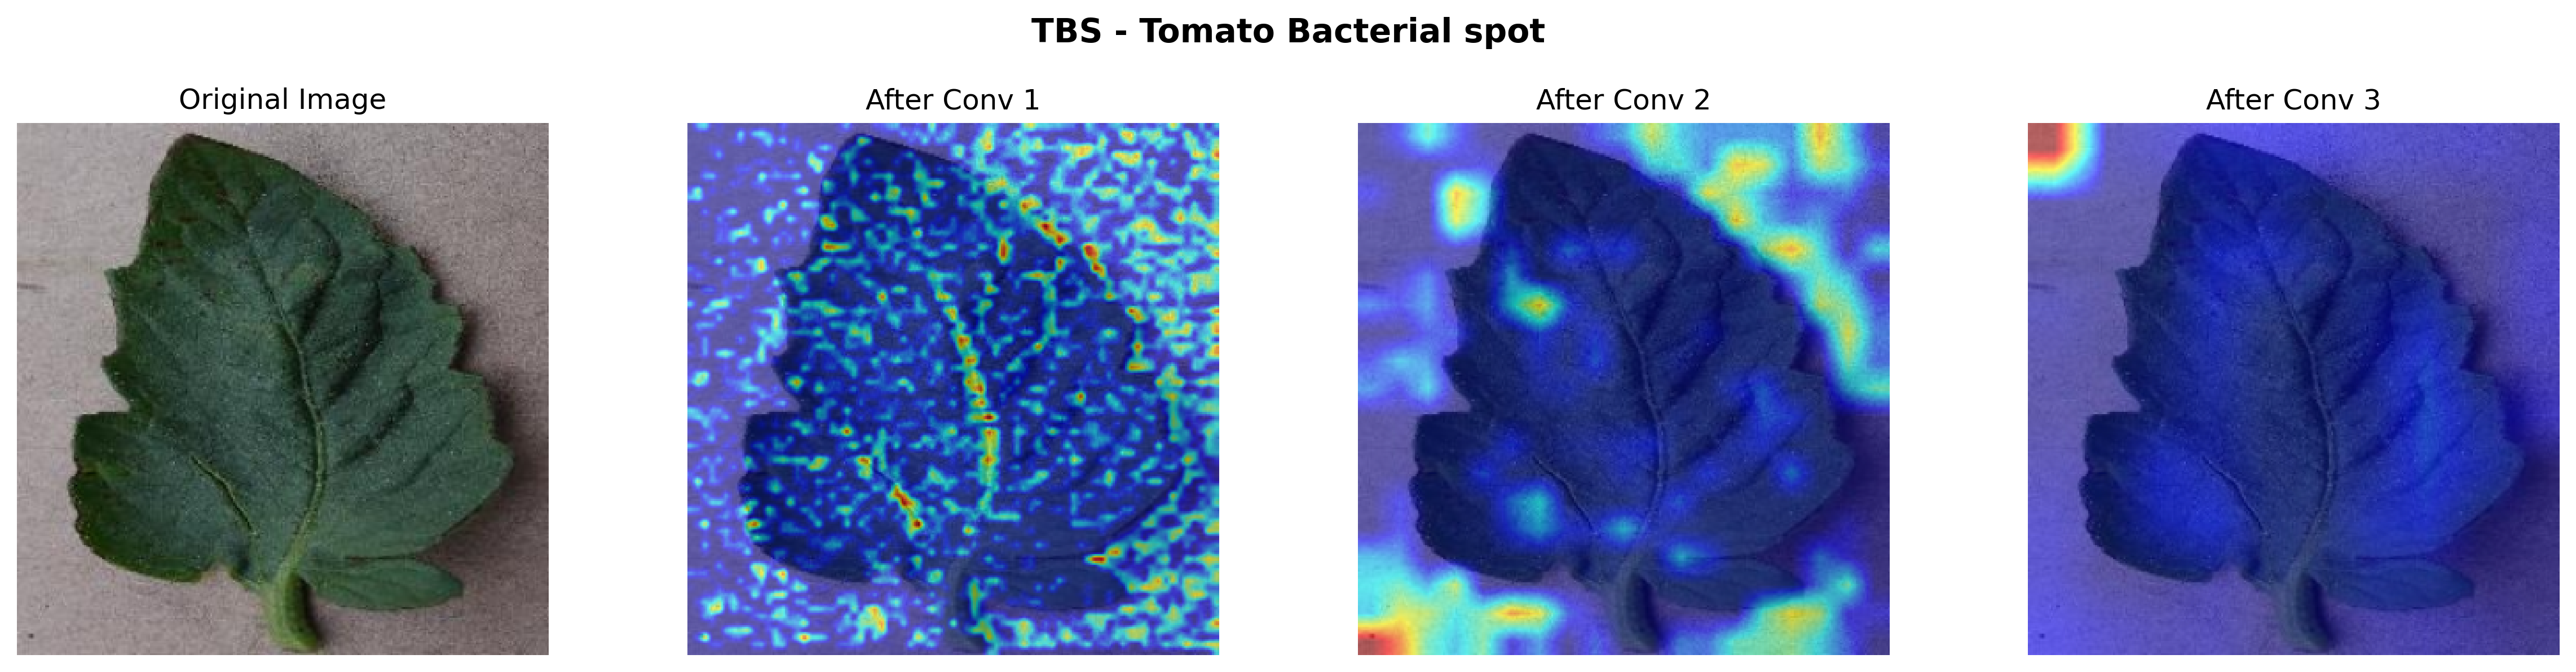 TBS - Tomato Bacterial spot
Original Image
After Conv 1
After Conv 2
After Conv 3